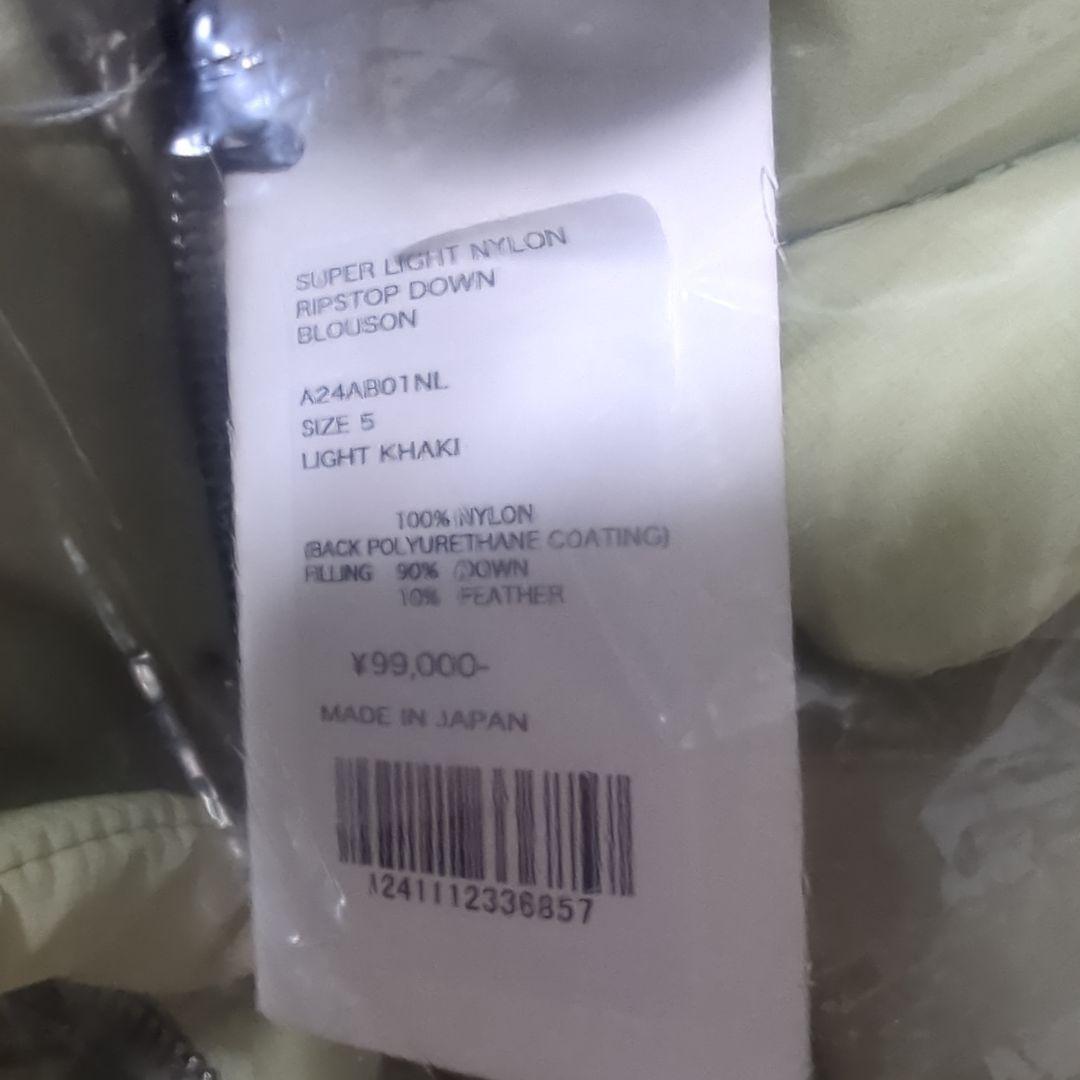 SUPER LIGHT NYLON
RIPSTOP DOWN
BLOUSON
A24AB01NL
SIZE 5
LIGHT KHAKI
100% NYLON
(BACK POLYURETHANE COATING)
FILLING 90% DOWN
10% FEATHER
¥99,000-
MADE IN JAPAN
A241112336857